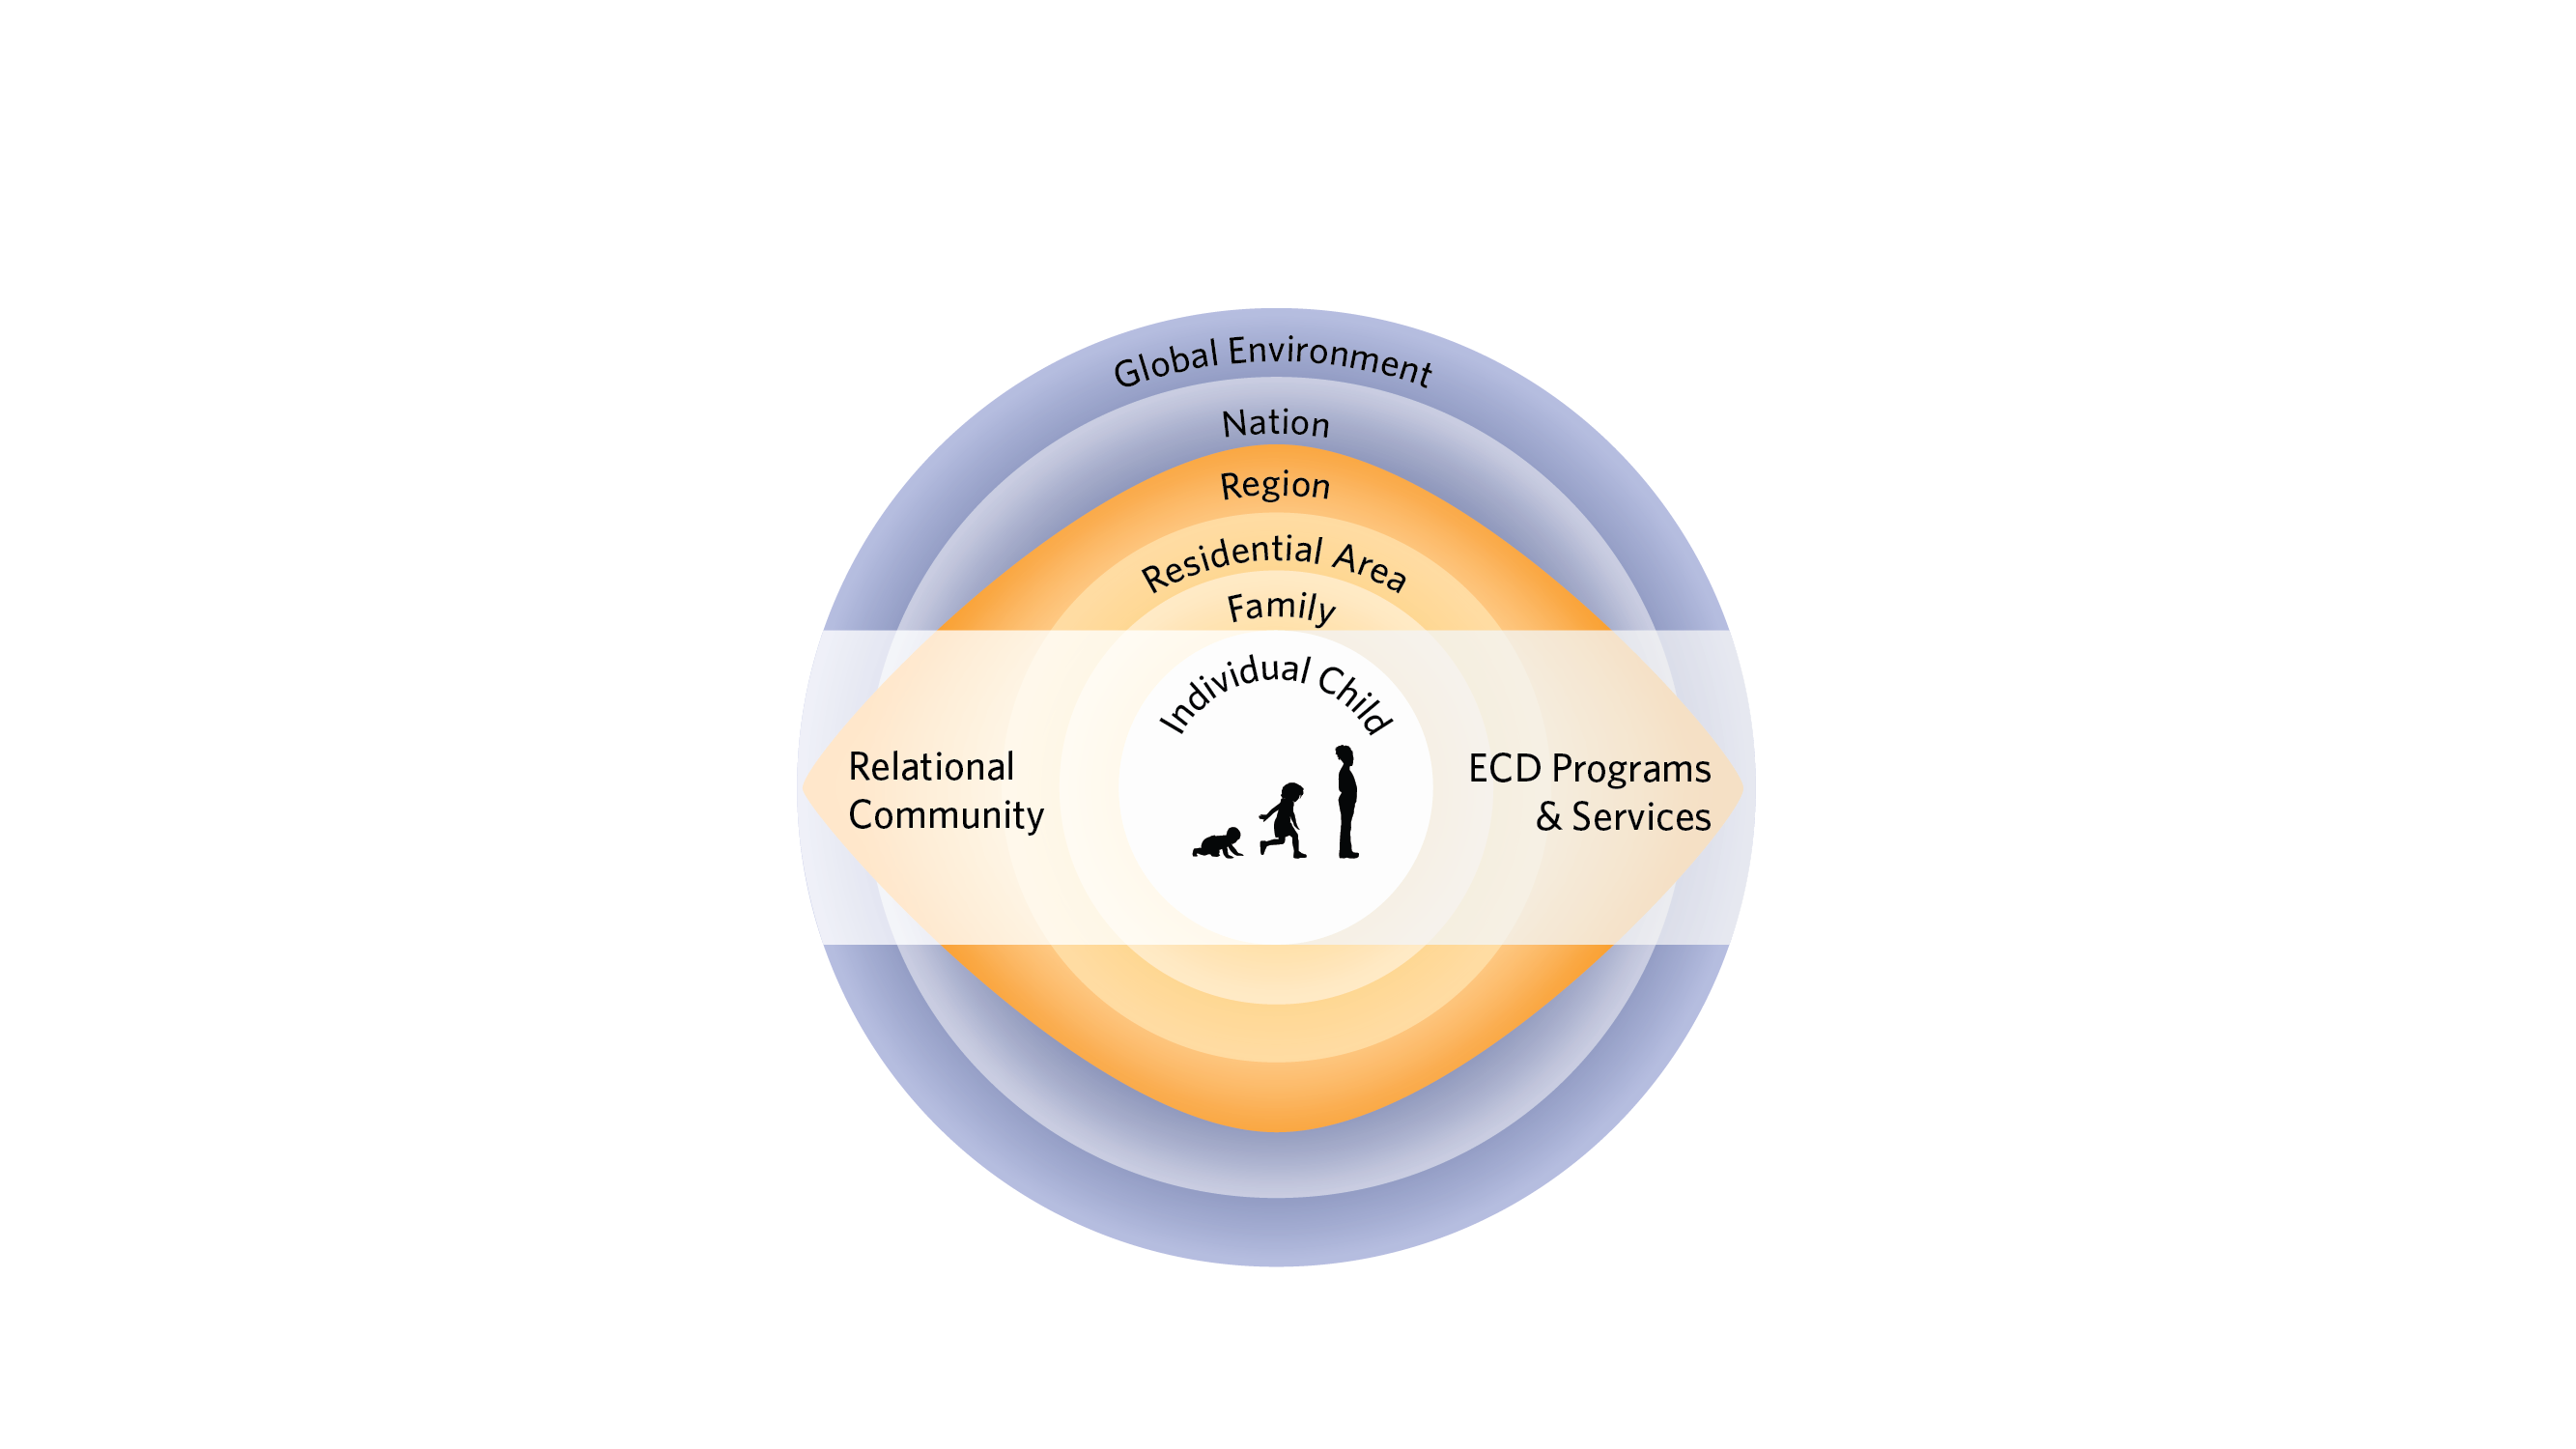 Global Environment
Nation
Region
Residential Area
Family
Individual Child
Relational
Community
ECD Programs
& Services